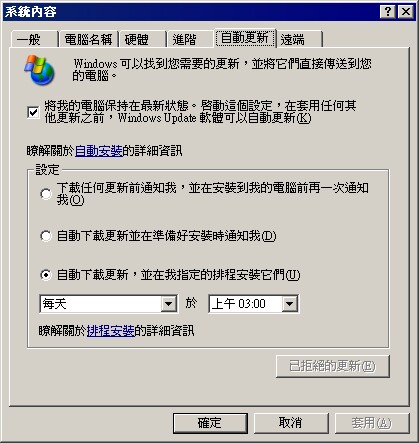 系統內容
一般 電腦名稱 硬體 進階 自動更新 遠端
Windows 可以找到您需要的更新，並將它們直接傳送到您
的電腦。
將我的電腦保持在最新狀態。啓動這個設定，在套用任何其
他更新之前，Windows Update 軟體可以自動更新(K)
瞭解關於自動安裝的詳細資訊
設定
下載任何更新前通知我，並在安裝到我的電腦前再一次通知
我(O)
自動下載更新並在準備好安裝時通知我(D)
自動下載更新，並在我指定的排程安裝它們(U)
每天 於 上午 03:00
瞭解關於排程安裝的詳細資訊
已拒絕的更新(E)
確定 取消 套用(A)